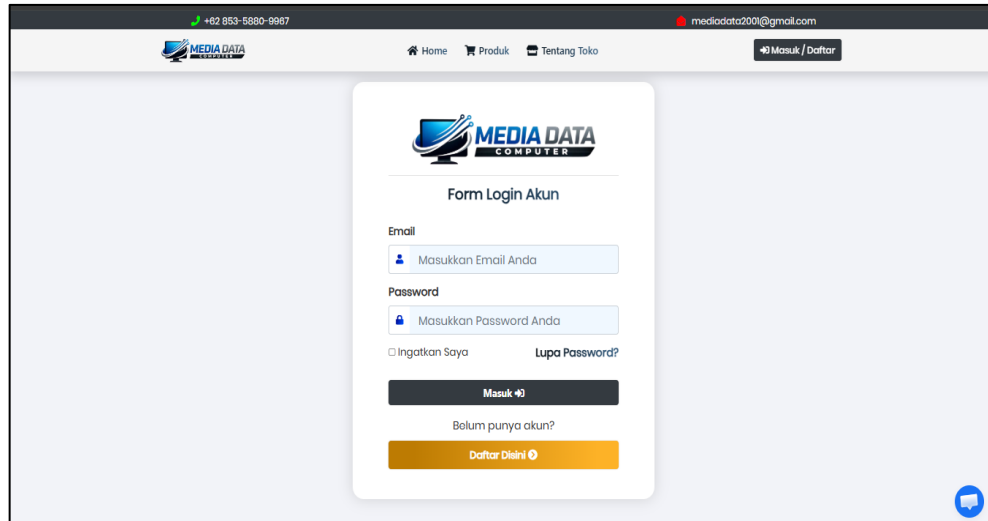 +62 853-5880-9967
mediadata2001@gmail.com
MEDIA DATA
COMPUTER
Home
Produk
Tentang Toko
Masuk / Daftar
MEDIA DATA
COMPUTER
Form Login Akun
Email
Masukkan Email Anda
Password
Masukkan Password Anda
Ingatkan Saya
Lupa Password?
Masuk
Belum punya akun?
Daftar Disini